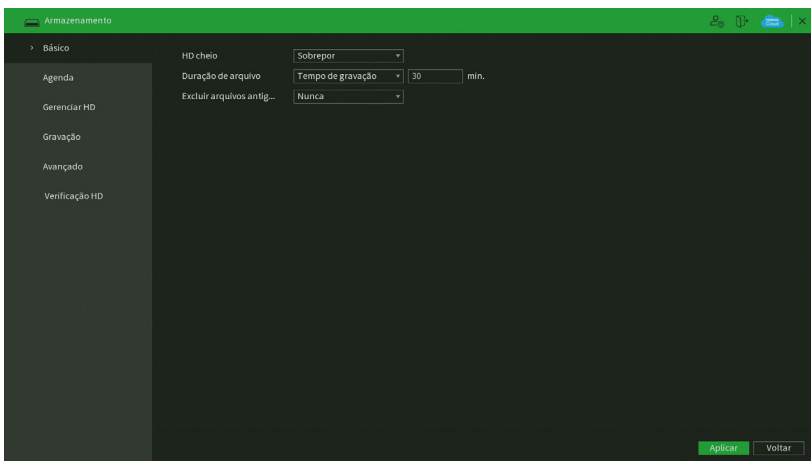 Armazenamento
Básico
Agenda
Gerenciar HD
Gravação
Avançado
Verificação HD
HD cheio Sobrepor
Duração de arquivo Tempo de gravação 30 min.
Excluir arquivos antig... Nunca
Aplicar Voltar